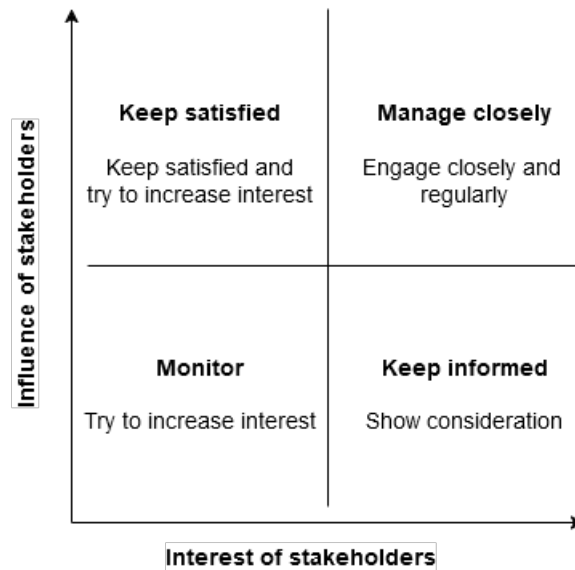 Influence of stakeholders
Keep satisfied
Keep satisfied and
try to increase interest
Manage closely
Engage closely and
regularly
Monitor
Try to increase interest
Keep informed
Show consideration
Interest of stakeholders